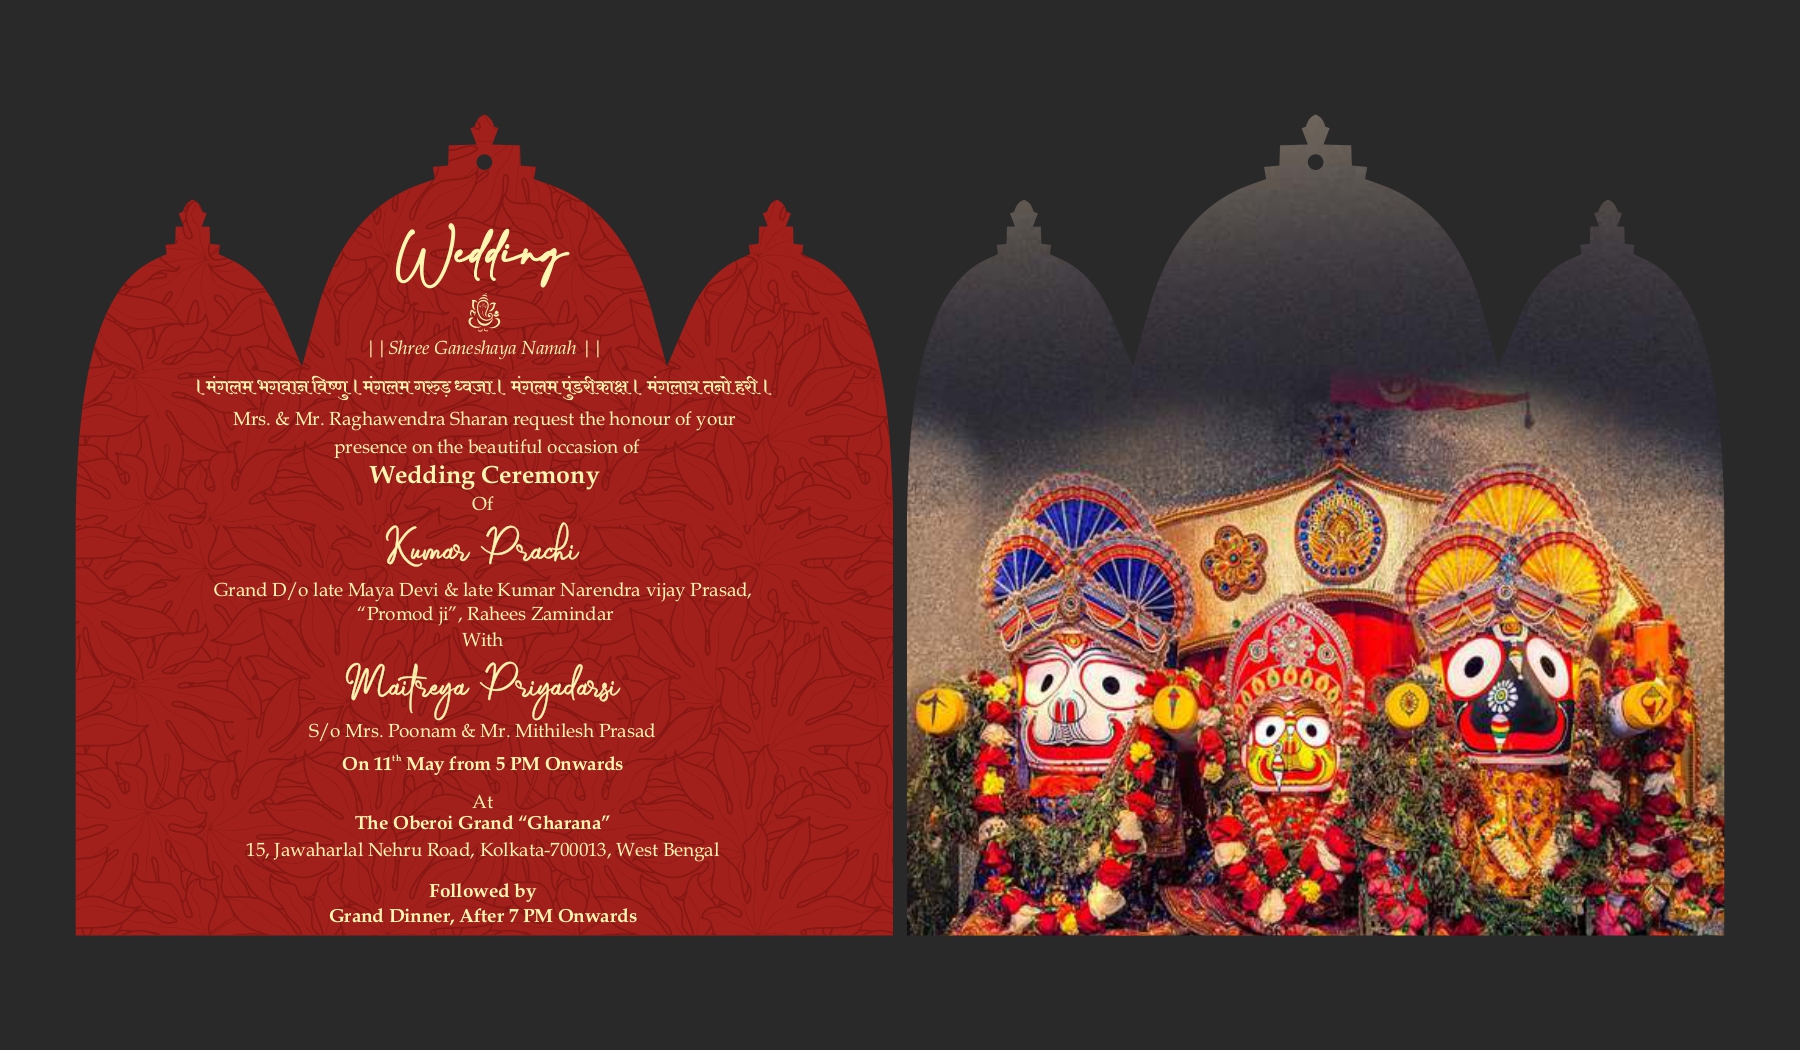 Wedding
||Shree Ganeshaya Namah ||
। मंगलम भगवान विष्णु । मंगलम गरुड़ ध्वजा । मंगलम पुंडरीकाक्ष । मंगलाय तनो हरी ।
Mrs. & Mr. Raghawendra Sharan request the honour of your
presence on the beautiful occasion of
Wedding Ceremony
Of
Kumar Prachi
Grand D/o late Maya Devi & late Kumar Narendra vijay Prasad,
“Promod ji”, Rahees Zamindar
With
Maitreya Priyadarsi
S/o Mrs. Poonam & Mr. Mithilesh Prasad
On 11th May from 5 PM Onwards
At
The Oberoi Grand “Gharana”
15, Jawaharlal Nehru Road, Kolkata-700013, West Bengal
Followed by
Grand Dinner, After 7 PM Onwards